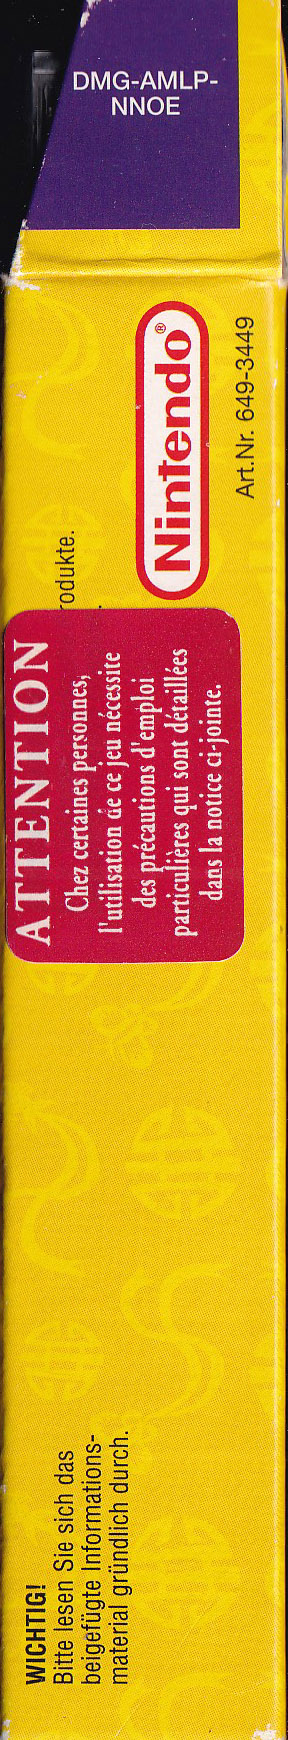 DMG-AMLP-
NNOE
Nintendo®
Art.Nr. 649-3449
rodukte.
ATTENTION
Chez certaines personnes,
l'utilisation de ce jeu nécessite
des précautions d'emploi
particulières qui sont détaillées
dans la notice ci-jointe.
WICHTIG!
Bitte lesen Sie sich das
beigefügte Informations-
material gründlich durch.